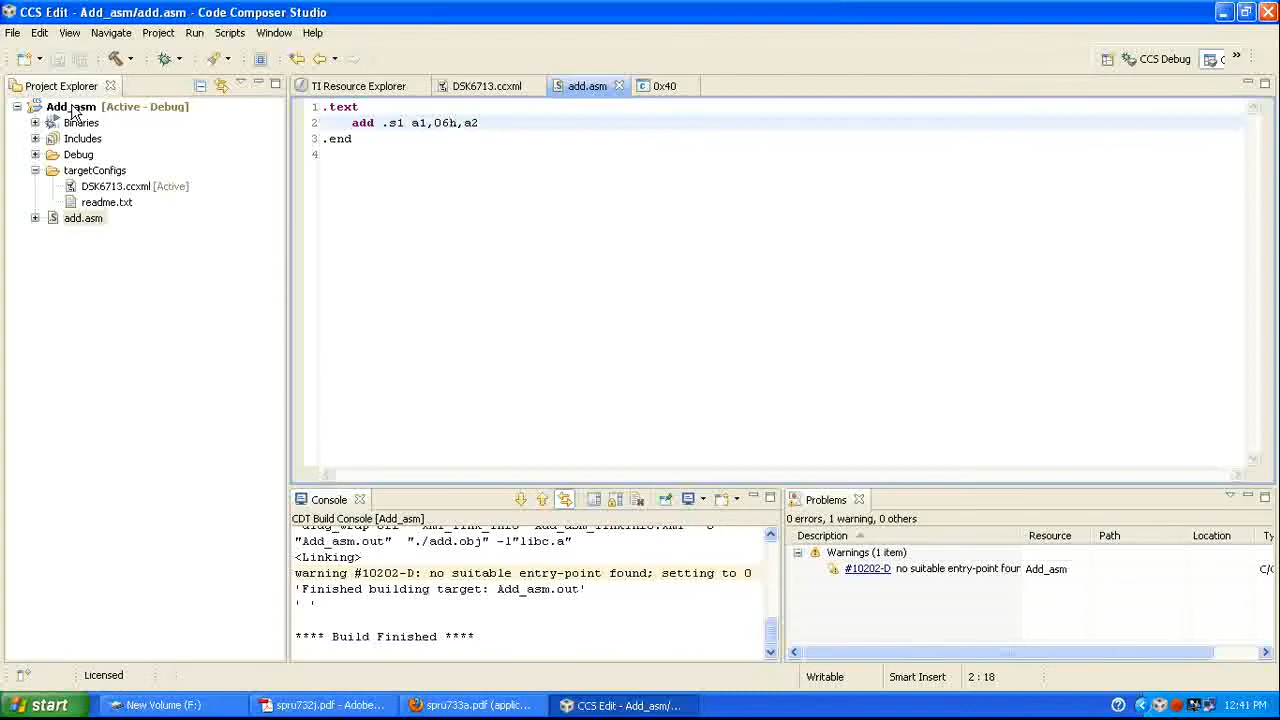 CCS Edit - Add_asm/add.asm - Code Composer Studio
File Edit View Navigate Project Run Scripts Window Help
CCS Debug
Project Explorer
TI Resource Explorer
DSK6713.ccxml
add.asm
0x40
Add_asm [Active - Debug]
Binaries
Includes
Debug
targetConfigs
DSK6713.ccxml [Active]
readme.txt
add.asm
1 .text
2 add .s1 a1,06h,a2
3 .end
4
Console
CDT Build Console [Add_asm]
"Add_asm.out" "./add.obj" -l"libc.a"
<Linking>
warning #10202-D: no suitable entry-point found; setting to 0
'Finished building target: Add_asm.out'
' '
**** Build Finished ****
Problems
0 errors, 1 warning, 0 others
Description Resource Path Location Ty
Warnings (1 item)
#10202-D no suitable entry-point four Add_asm C/C
Licensed
Writable Smart Insert 2 : 18
start
New Volume (F:)
spru732j.pdf - Adobe...
spru733a.pdf (applic...
CCS Edit - Add_asm/...
12:41 PM